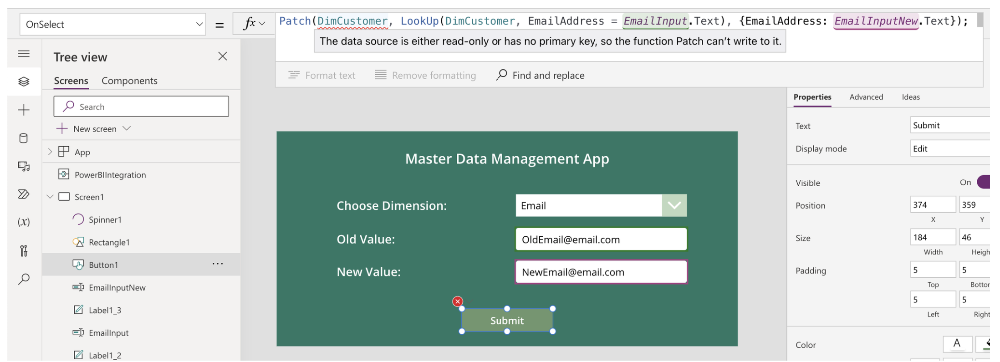 OnSelect
=
fx
Patch(DimCustomer, LookUp(DimCustomer, EmailAddress = EmailInput.Text), {EmailAddress: EmailInputNew.Text});
The data source is either read-only or has no primary key, so the function Patch can’t write to it.
Format text
Remove formatting
Find and replace
Tree view
Screens
Components
Search
New screen
App
PowerBIIntegration
Screen1
Spinner1
Rectangle1
Button1
...
EmailInputNew
Label1_3
EmailInput
Label1_2
(x)
Master Data Management App
Choose Dimension:
Email
Old Value:
OldEmail@email.com
New Value:
NewEmail@email.com
Submit
Properties
Advanced
Ideas
Text
Submit
Display mode
Edit
Visible
On
Position
374
359
X
Y
Size
184
46
Width
Heigh
Padding
5
5
Top
Bottor
5
5
Left
Right
Color
A